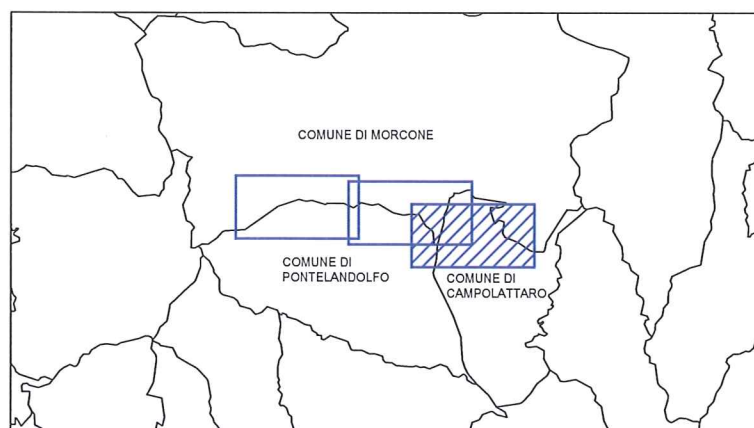 COMUNE DI MORCONE
COMUNE DI
PONTELANDOLFO
COMUNE DI
CAMPOLATTARO